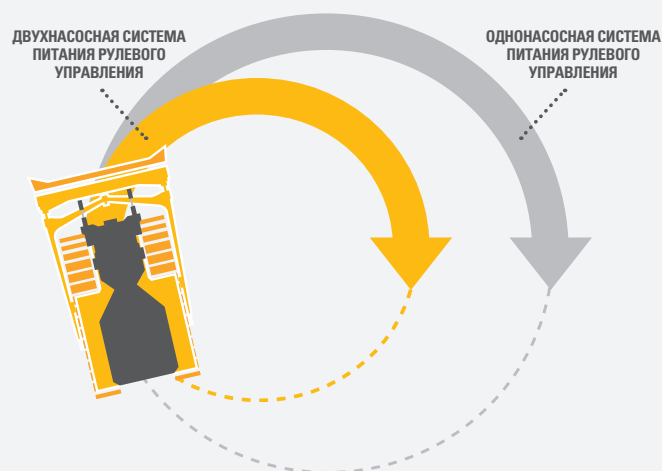 ДВУХНАСОСНАЯ СИСТЕМА
ПИТАНИЯ РУЛЕВОГО
УПРАВЛЕНИЯ
ОДНОНАСОСНАЯ СИСТЕМА
ПИТАНИЯ РУЛЕВОГО
УПРАВЛЕНИЯ